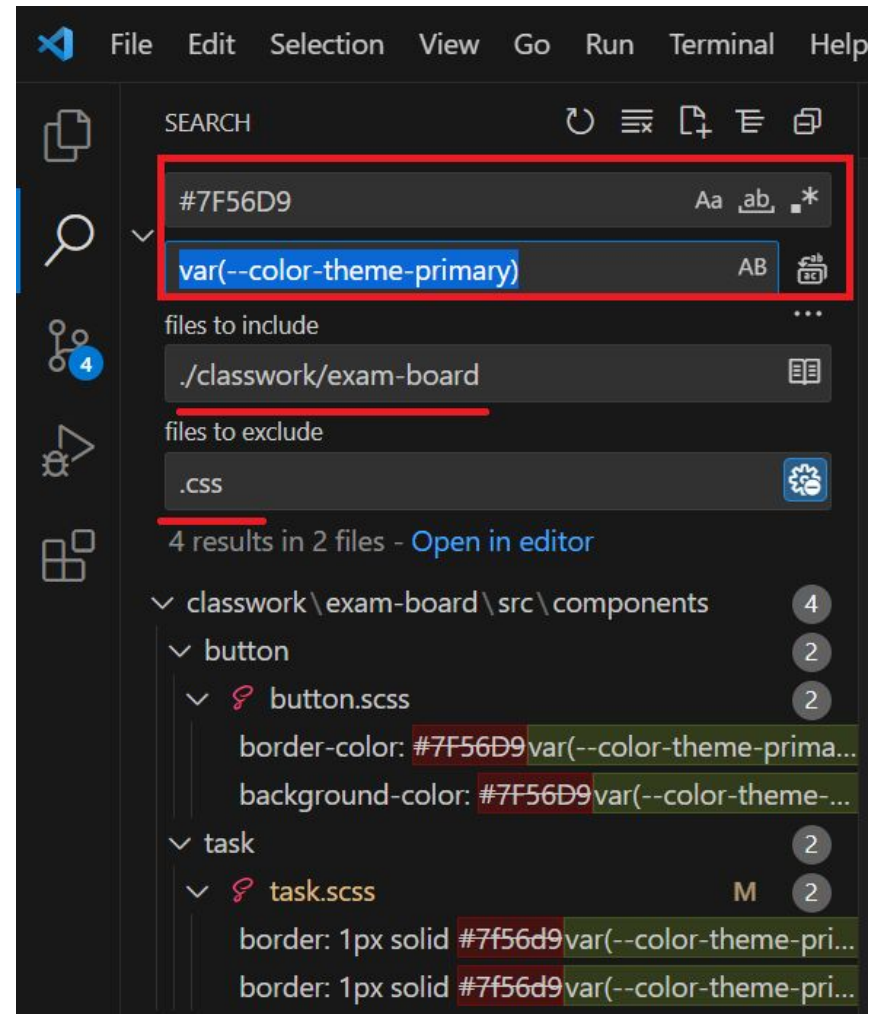 File Edit Selection View Go Run Terminal Help
SEARCH
#7F56D9 Aa ab .*
var(--color-theme-primary) AB
files to include
...
./classwork/exam-board
4
files to exclude
.css
4 results in 2 files - Open in editor
classwork\exam-board\src\components 4
button 2
button.scss 2
border-color: #7F56D9var(--color-theme-prima...
background-color: #7F56D9var(--color-theme-...
task 2
task.scss M 2
border: 1px solid #7f56d9var(--color-theme-pri...
border: 1px solid #7f56d9var(--color-theme-pri...